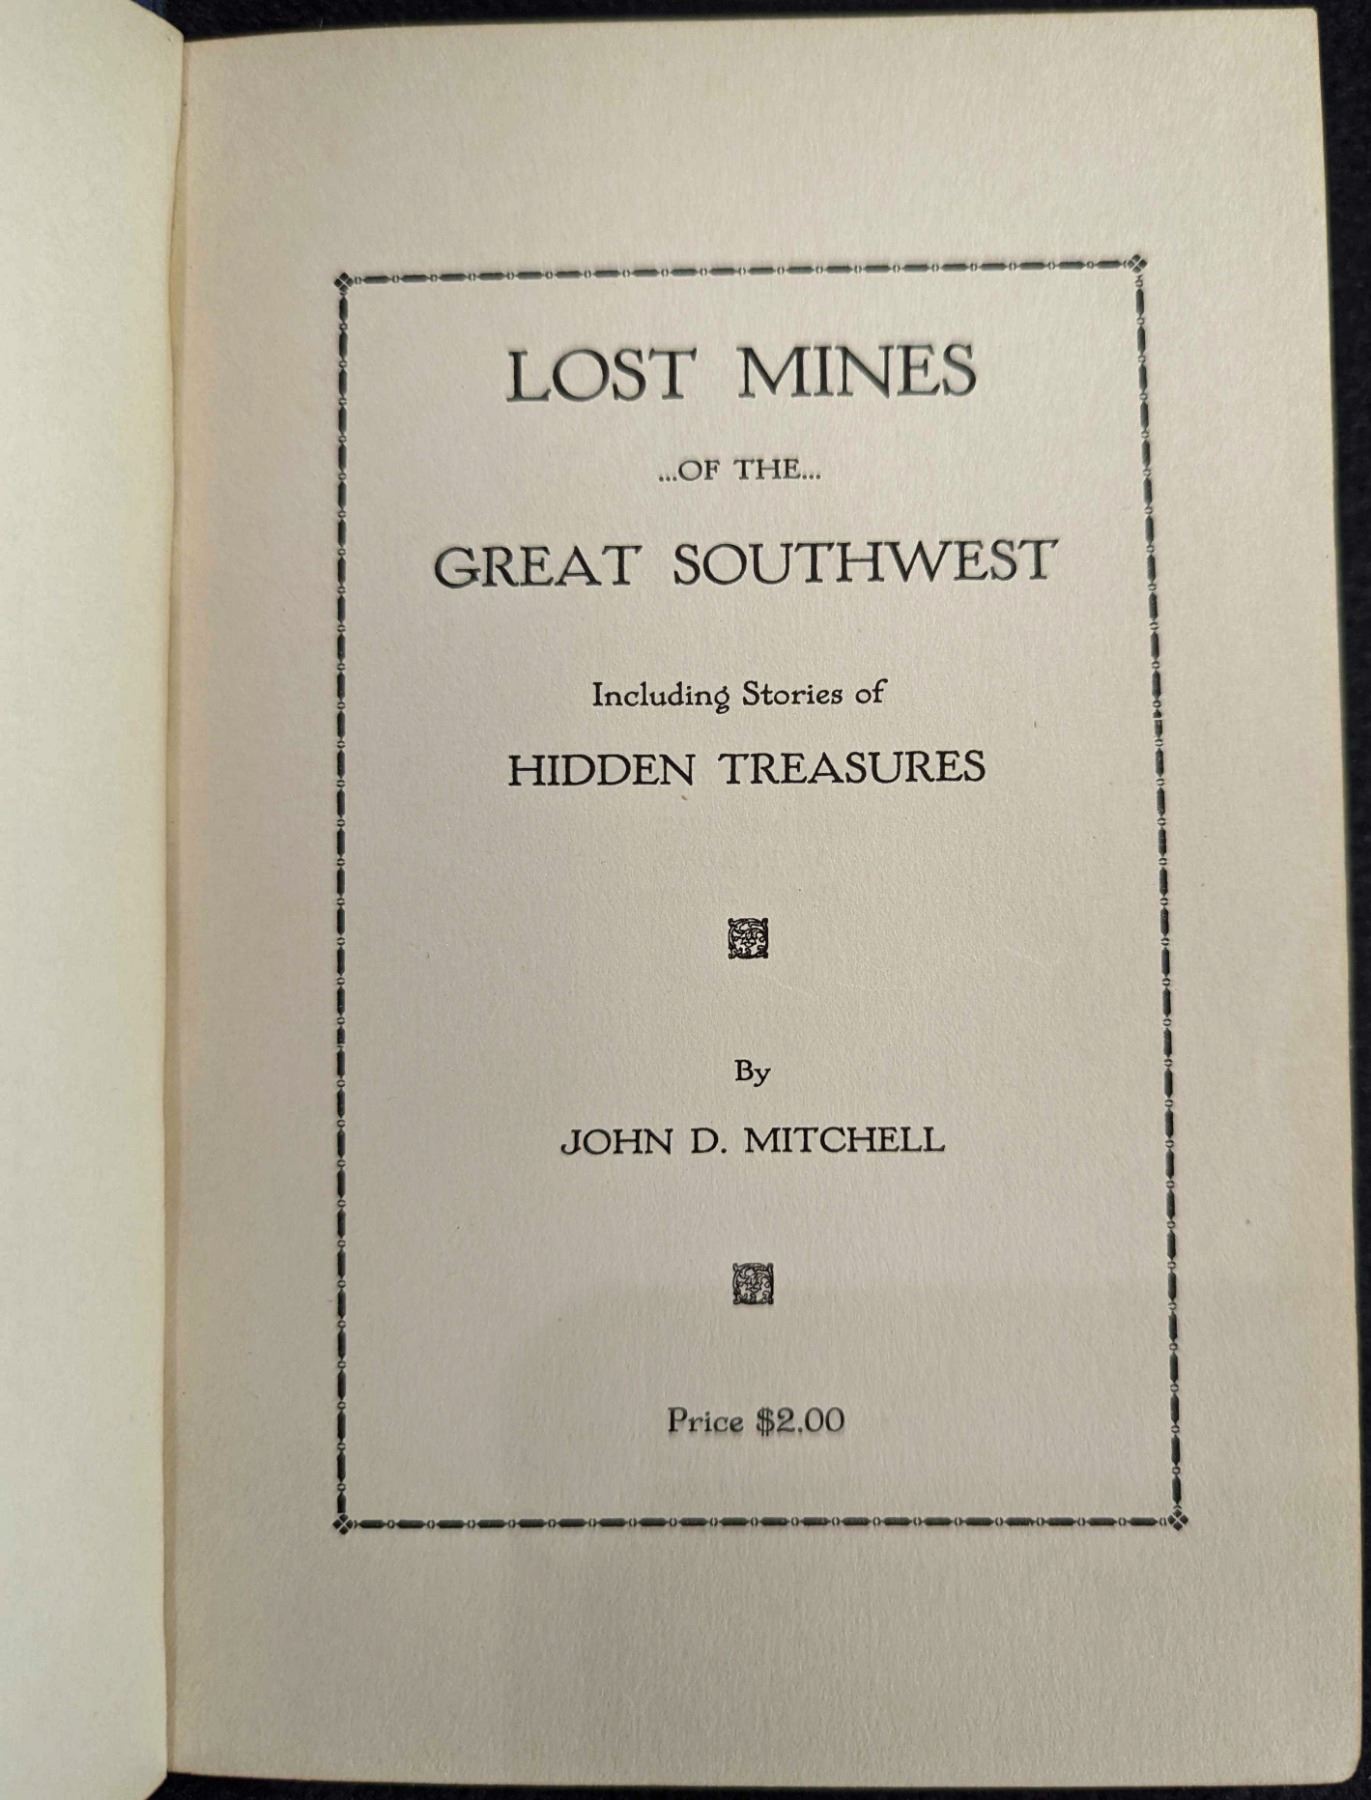 LOST MINES
...OF THE...
GREAT SOUTHWEST
Including Stories of
HIDDEN TREASURES
By
JOHN D. MITCHELL
Price $2.00